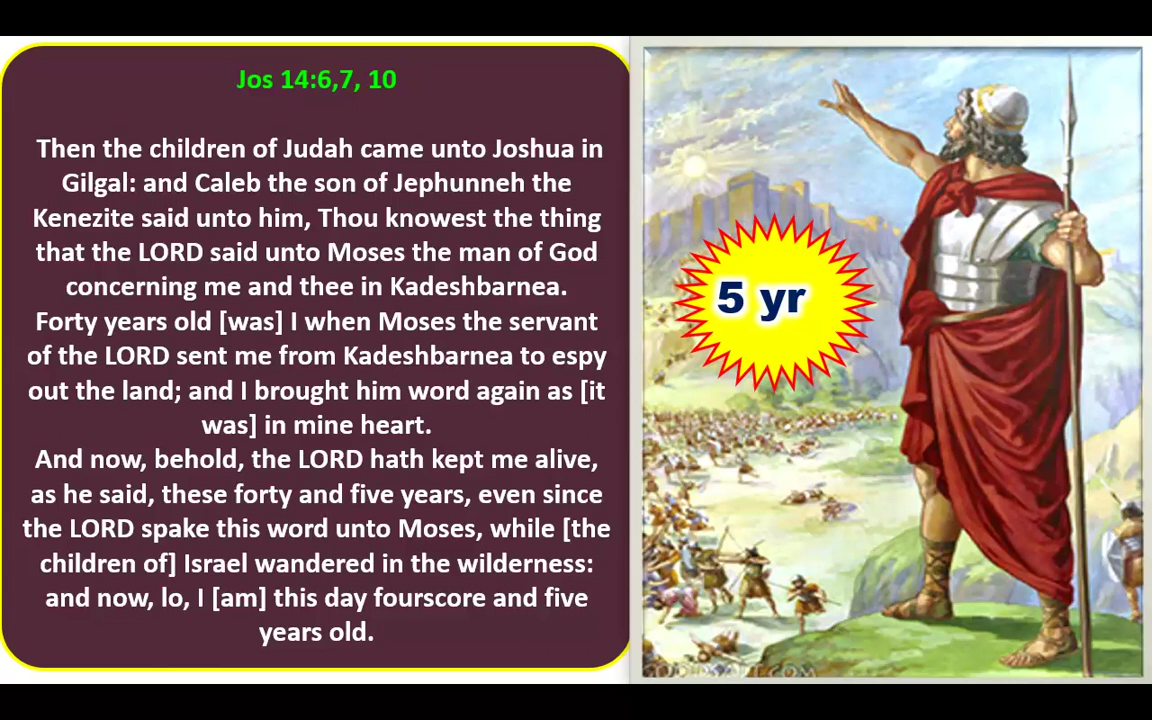 Jos 14:6,7, 10
Then the children of Judah came unto Joshua in
Gilgal: and Caleb the son of Jephunneh the
Kenezite said unto him, Thou knowest the thing
that the LORD said unto Moses the man of God
concerning me and thee in Kadeshbarnea.
Forty years old [was] I when Moses the servant
of the LORD sent me from Kadeshbarnea to espy
out the land; and I brought him word again as [it
was] in mine heart.
And now, behold, the LORD hath kept me alive,
as he said, these forty and five years, even since
the LORD spake this word unto Moses, while [the
children of] Israel wandered in the wilderness:
and now, lo, I [am] this day fourscore and five
years old.
5 yr